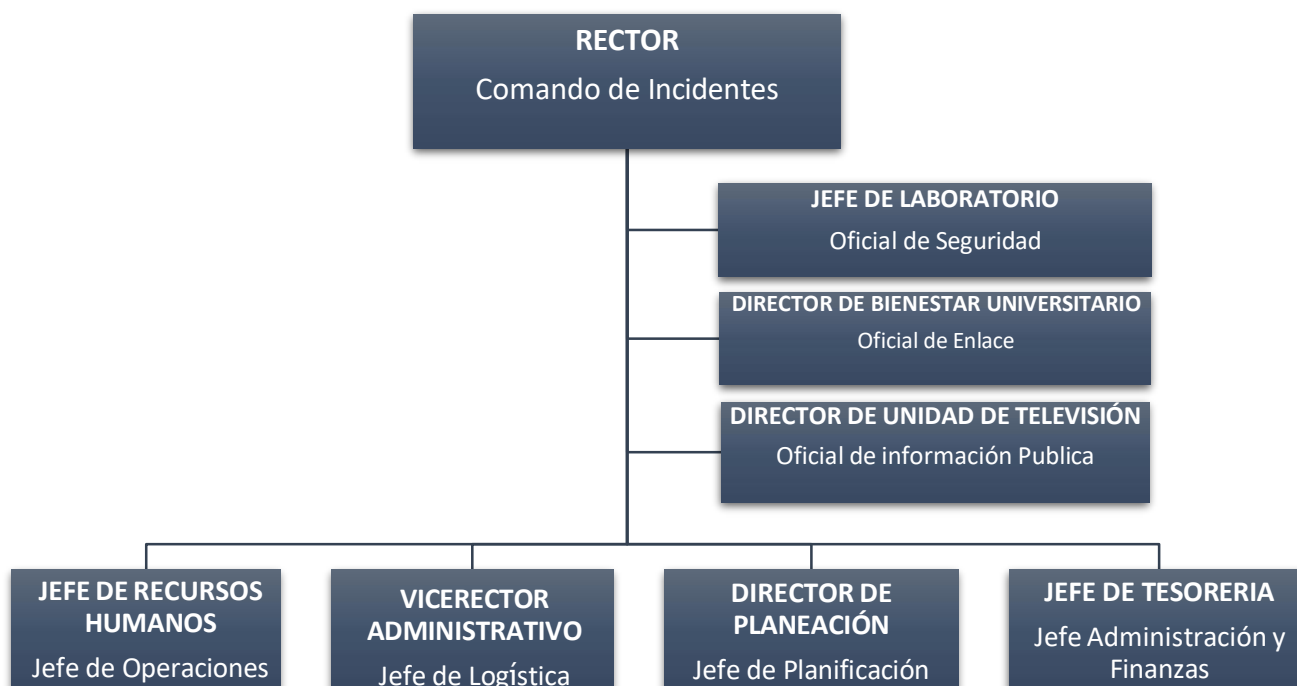 RECTOR
Comando de Incidentes
JEFE DE LABORATORIO
Oficial de Seguridad
DIRECTOR DE BIENESTAR UNIVERSITARIO
Oficial de Enlace
DIRECTOR DE UNIDAD DE TELEVISIÓN
Oficial de información Publica
JEFE DE RECURSOS
HUMANOS
Jefe de Operaciones
VICERECTOR
ADMINISTRATIVO
Jefe de Logística
DIRECTOR DE
PLANEACIÓN
Jefe de Planificación
JEFE DE TESORERIA
Jefe Administración y
Finanzas